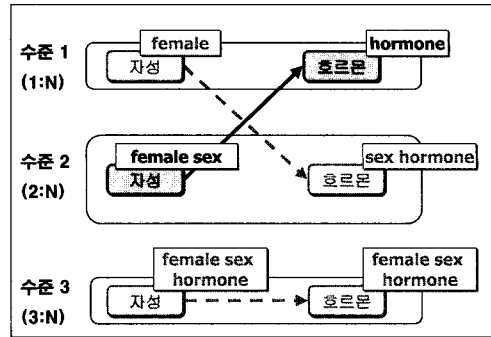 수준 1
(1:N)
female
자성
hormone
호르몬
수준 2
(2:N)
female sex
자성
sex hormone
호르몬
수준 3
(3:N)
female sex
hormone
자성
female sex
hormone
호르몬